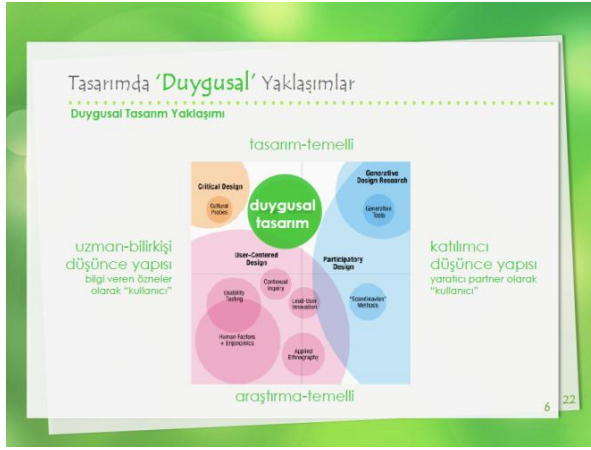 Tasarımda ‘Duygusal’ Yaklaşımlar
Duygusal Tasarım Yaklaşımı
tasarım-temelli
Critical Design
Cultural
Probes
duygusal
tasarım
Generative
Design Research
Generative
Tools
uzman-bilirkişi
düşünce yapısı
bilgi veren özneler
olarak “kullanıcı”
User-Centered
Design
Contextual
Inquiry
Usability
Testing
Lead-User
Innovation
Human Factors
+ Ergonomics
Applied
Ethnography
Participatory
Design
“Scandinavian”
Methods
katılımcı
düşünce yapısı
yaratıcı partner olarak
“kullanıcı”
araştırma-temelli
6
22